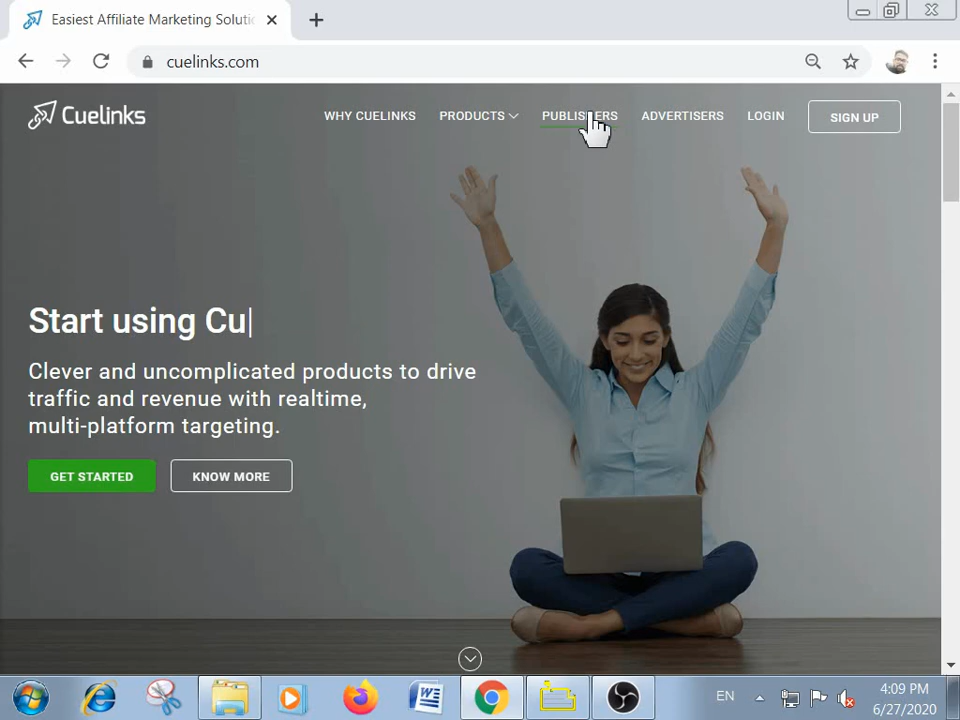 Easiest Affiliate Marketing Soluti
cuelinks.com
Cuelinks
WHY CUELINKS
PRODUCTS
PUBLISHERS
ADVERTISERS
LOGIN
SIGN UP
Start using Cu
Clever and uncomplicated products to drive
traffic and revenue with realtime,
multi-platform targeting.
GET STARTED
KNOW MORE
EN
4:09 PM
6/27/2020